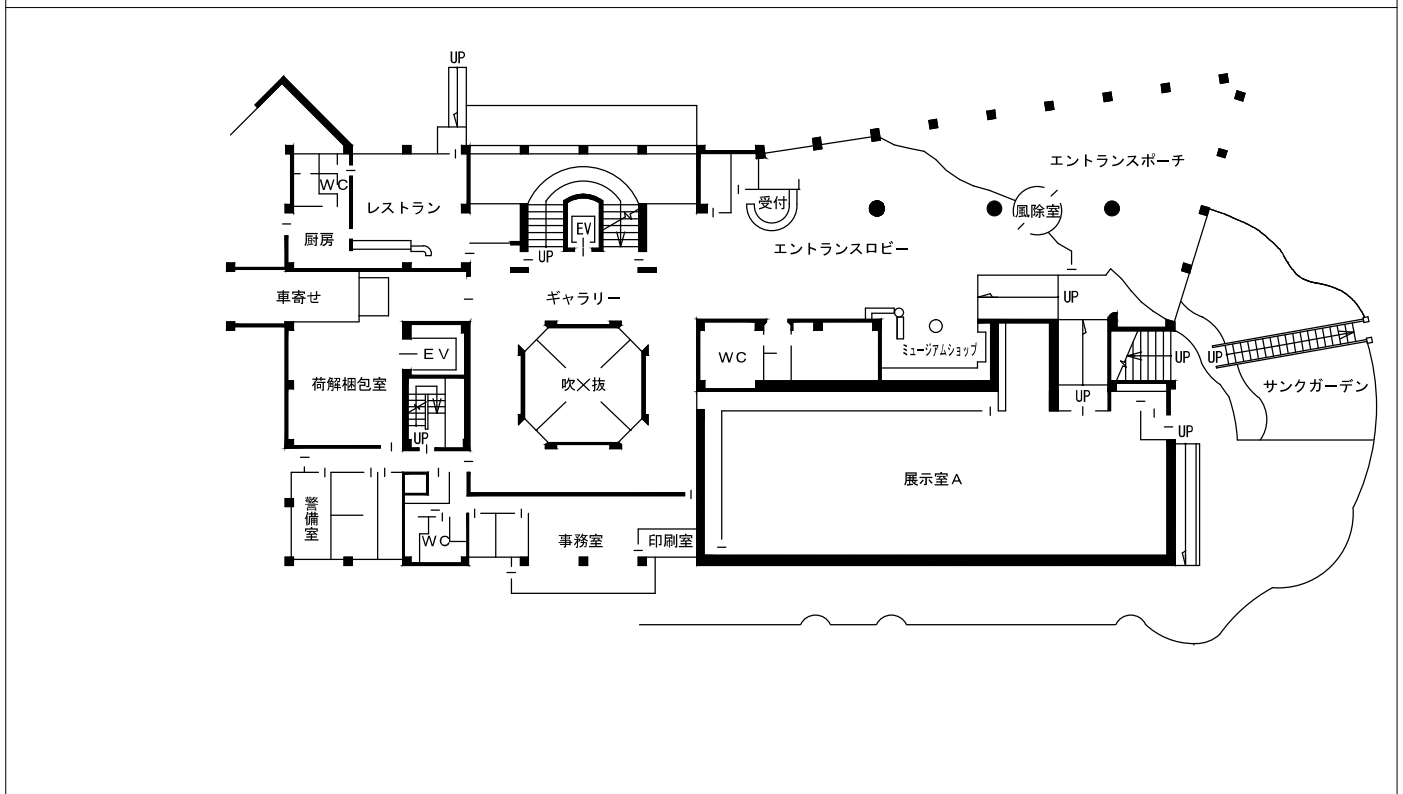 UP
エントランスポーチ
WC
レストラン
受付
風除室
厨房
EV
UP
エントランスロビー
車寄せ
ギャラリー
UP
EV
WC
ミュージアムショップ
UP
UP
荷解梱包室
吹抜
サンクガーデン
UP
UP
UP
展示室A
警備室
WC
事務室
印刷室